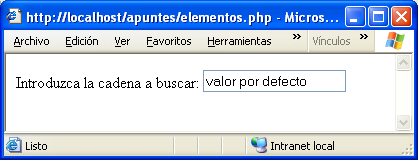 http://localhost/apuntes/elementos.php - Micros...
Archivo Edición Ver Favoritos Herramientas » Vínculos »
Introduzca la cadena a buscar: valor por defecto
Listo Intranet local